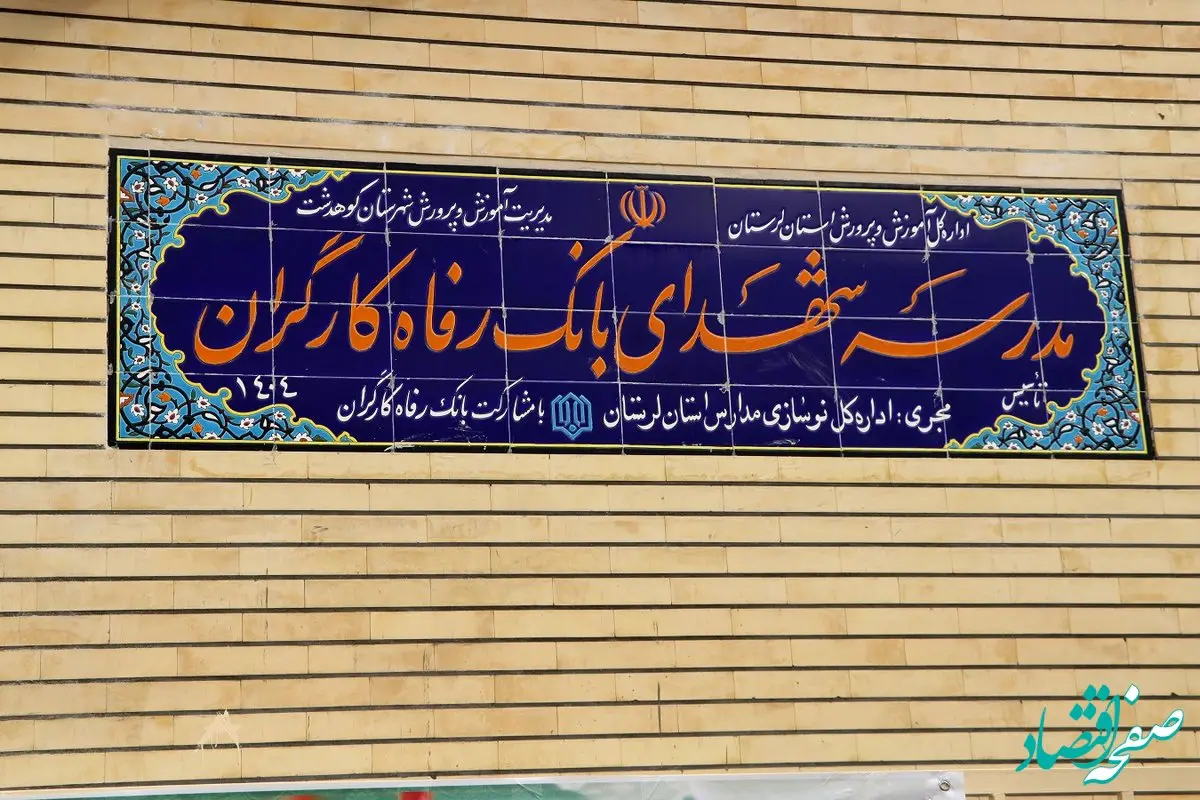 اداره کل آموزش و پرورش استان لرستان
مدیریت آموزش و پرورش شهرستان کوهدشت
مدرسه شهدای بانک رفاه کارگران
تأسیس ۱۴۰۴
مجری: اداره کل نوسازی مدارس استان لرستان با مشارکت بانک رفاه کارگران
صفحه اقتصاد